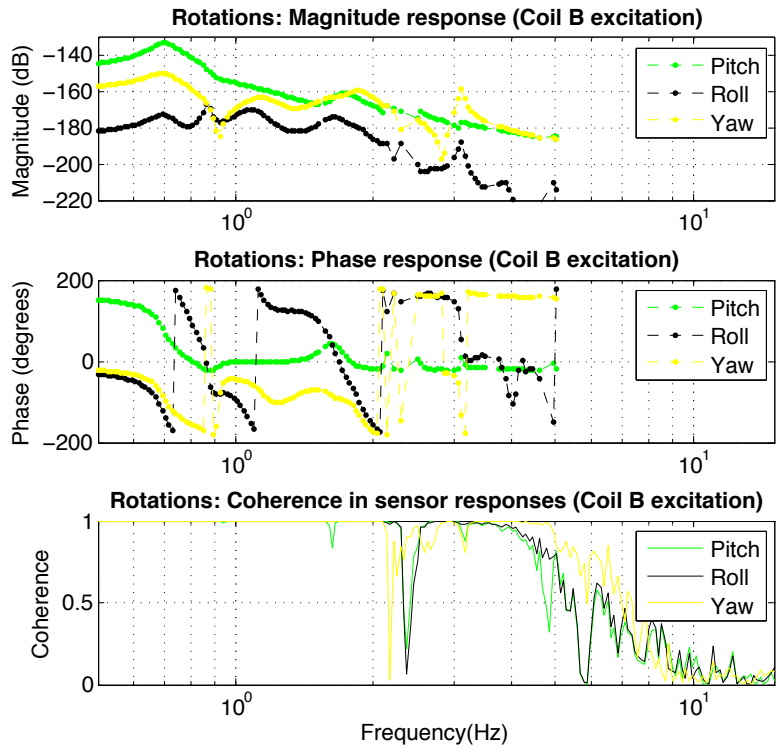 Rotations: Magnitude response (Coil B excitation)
Magnitude (dB)
−140
−160
−180
−200
−220
Pitch
Roll
Yaw
10^0
10^1
Rotations: Phase response (Coil B excitation)
Phase (degrees)
200
0
−200
Pitch
Roll
Yaw
10^0
10^1
Rotations: Coherence in sensor responses (Coil B excitation)
Coherence
1
0.5
0
Pitch
Roll
Yaw
10^0
10^1
Frequency(Hz)